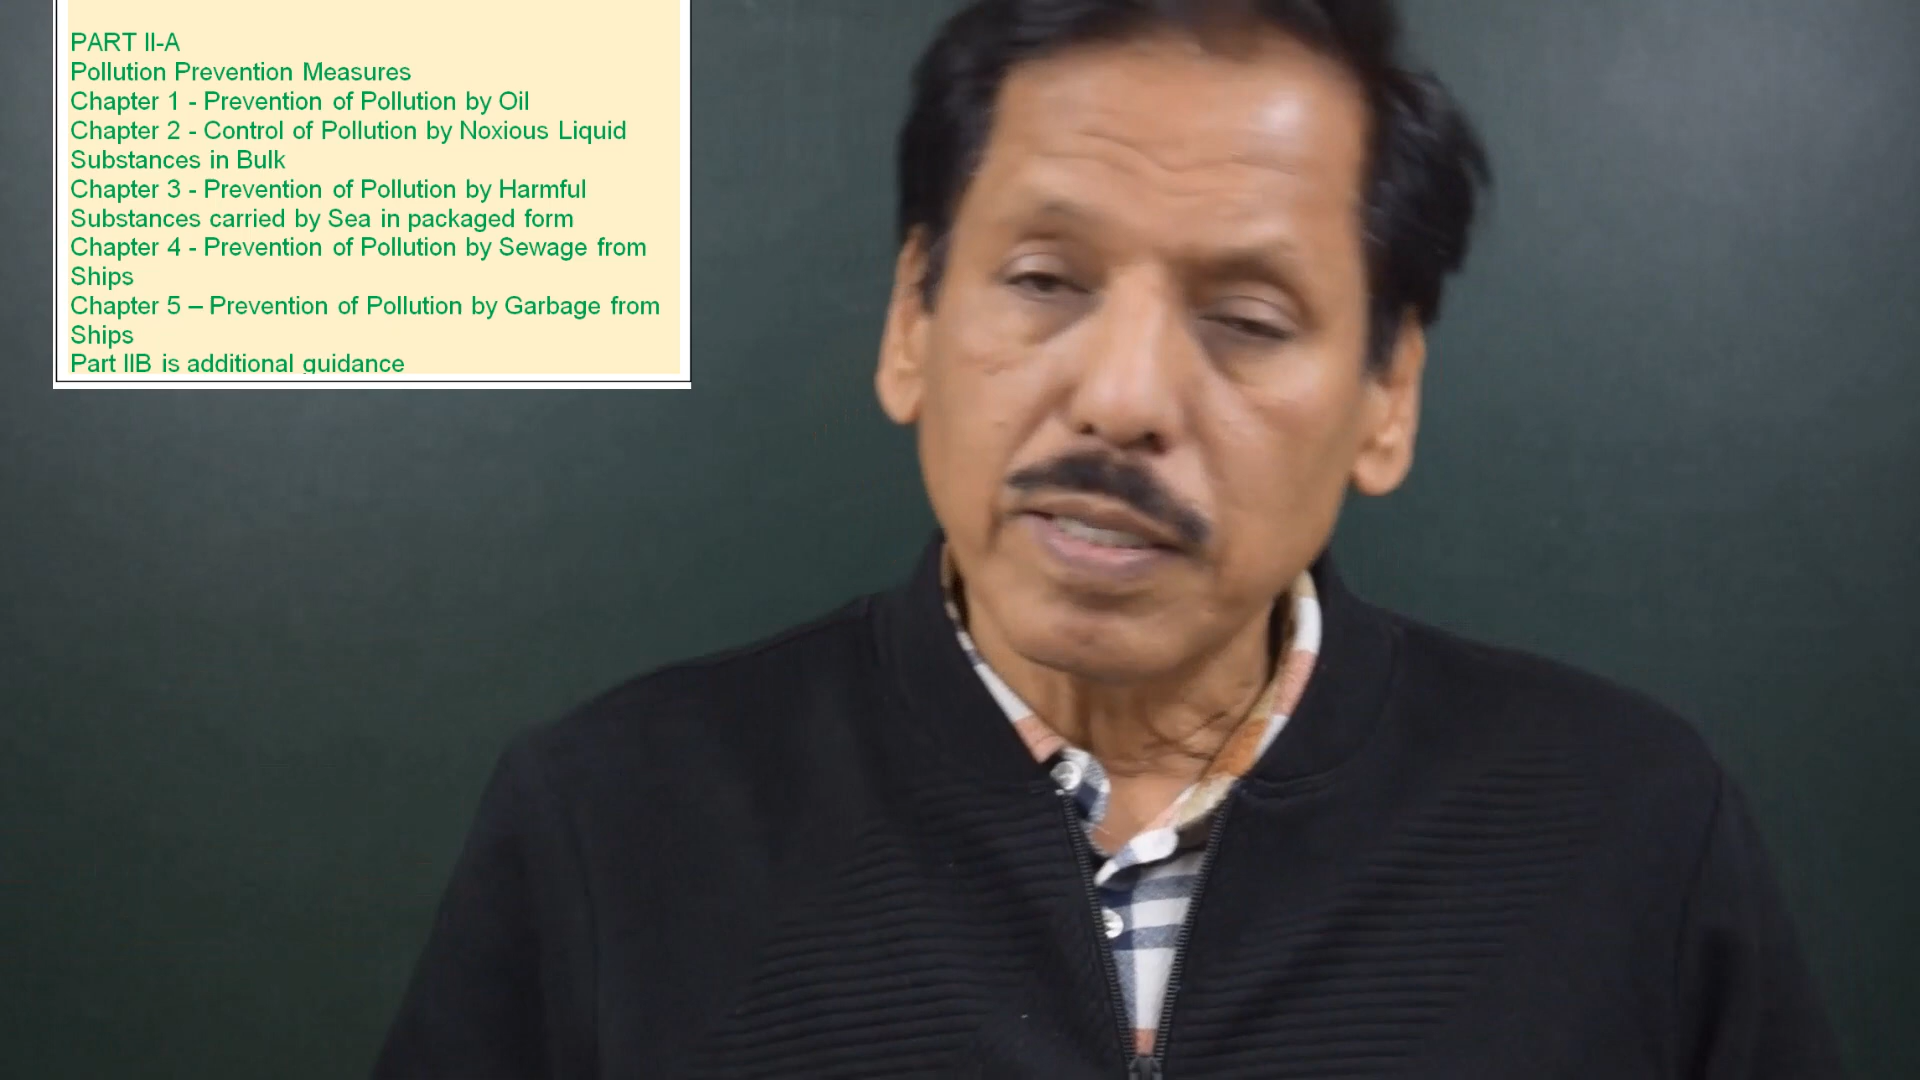 PART II-A
Pollution Prevention Measures
Chapter 1 - Prevention of Pollution by Oil
Chapter 2 - Control of Pollution by Noxious Liquid
Substances in Bulk
Chapter 3 - Prevention of Pollution by Harmful
Substances carried by Sea in packaged form
Chapter 4 - Prevention of Pollution by Sewage from
Ships
Chapter 5 – Prevention of Pollution by Garbage from
Ships
Part IIB is additional guidance